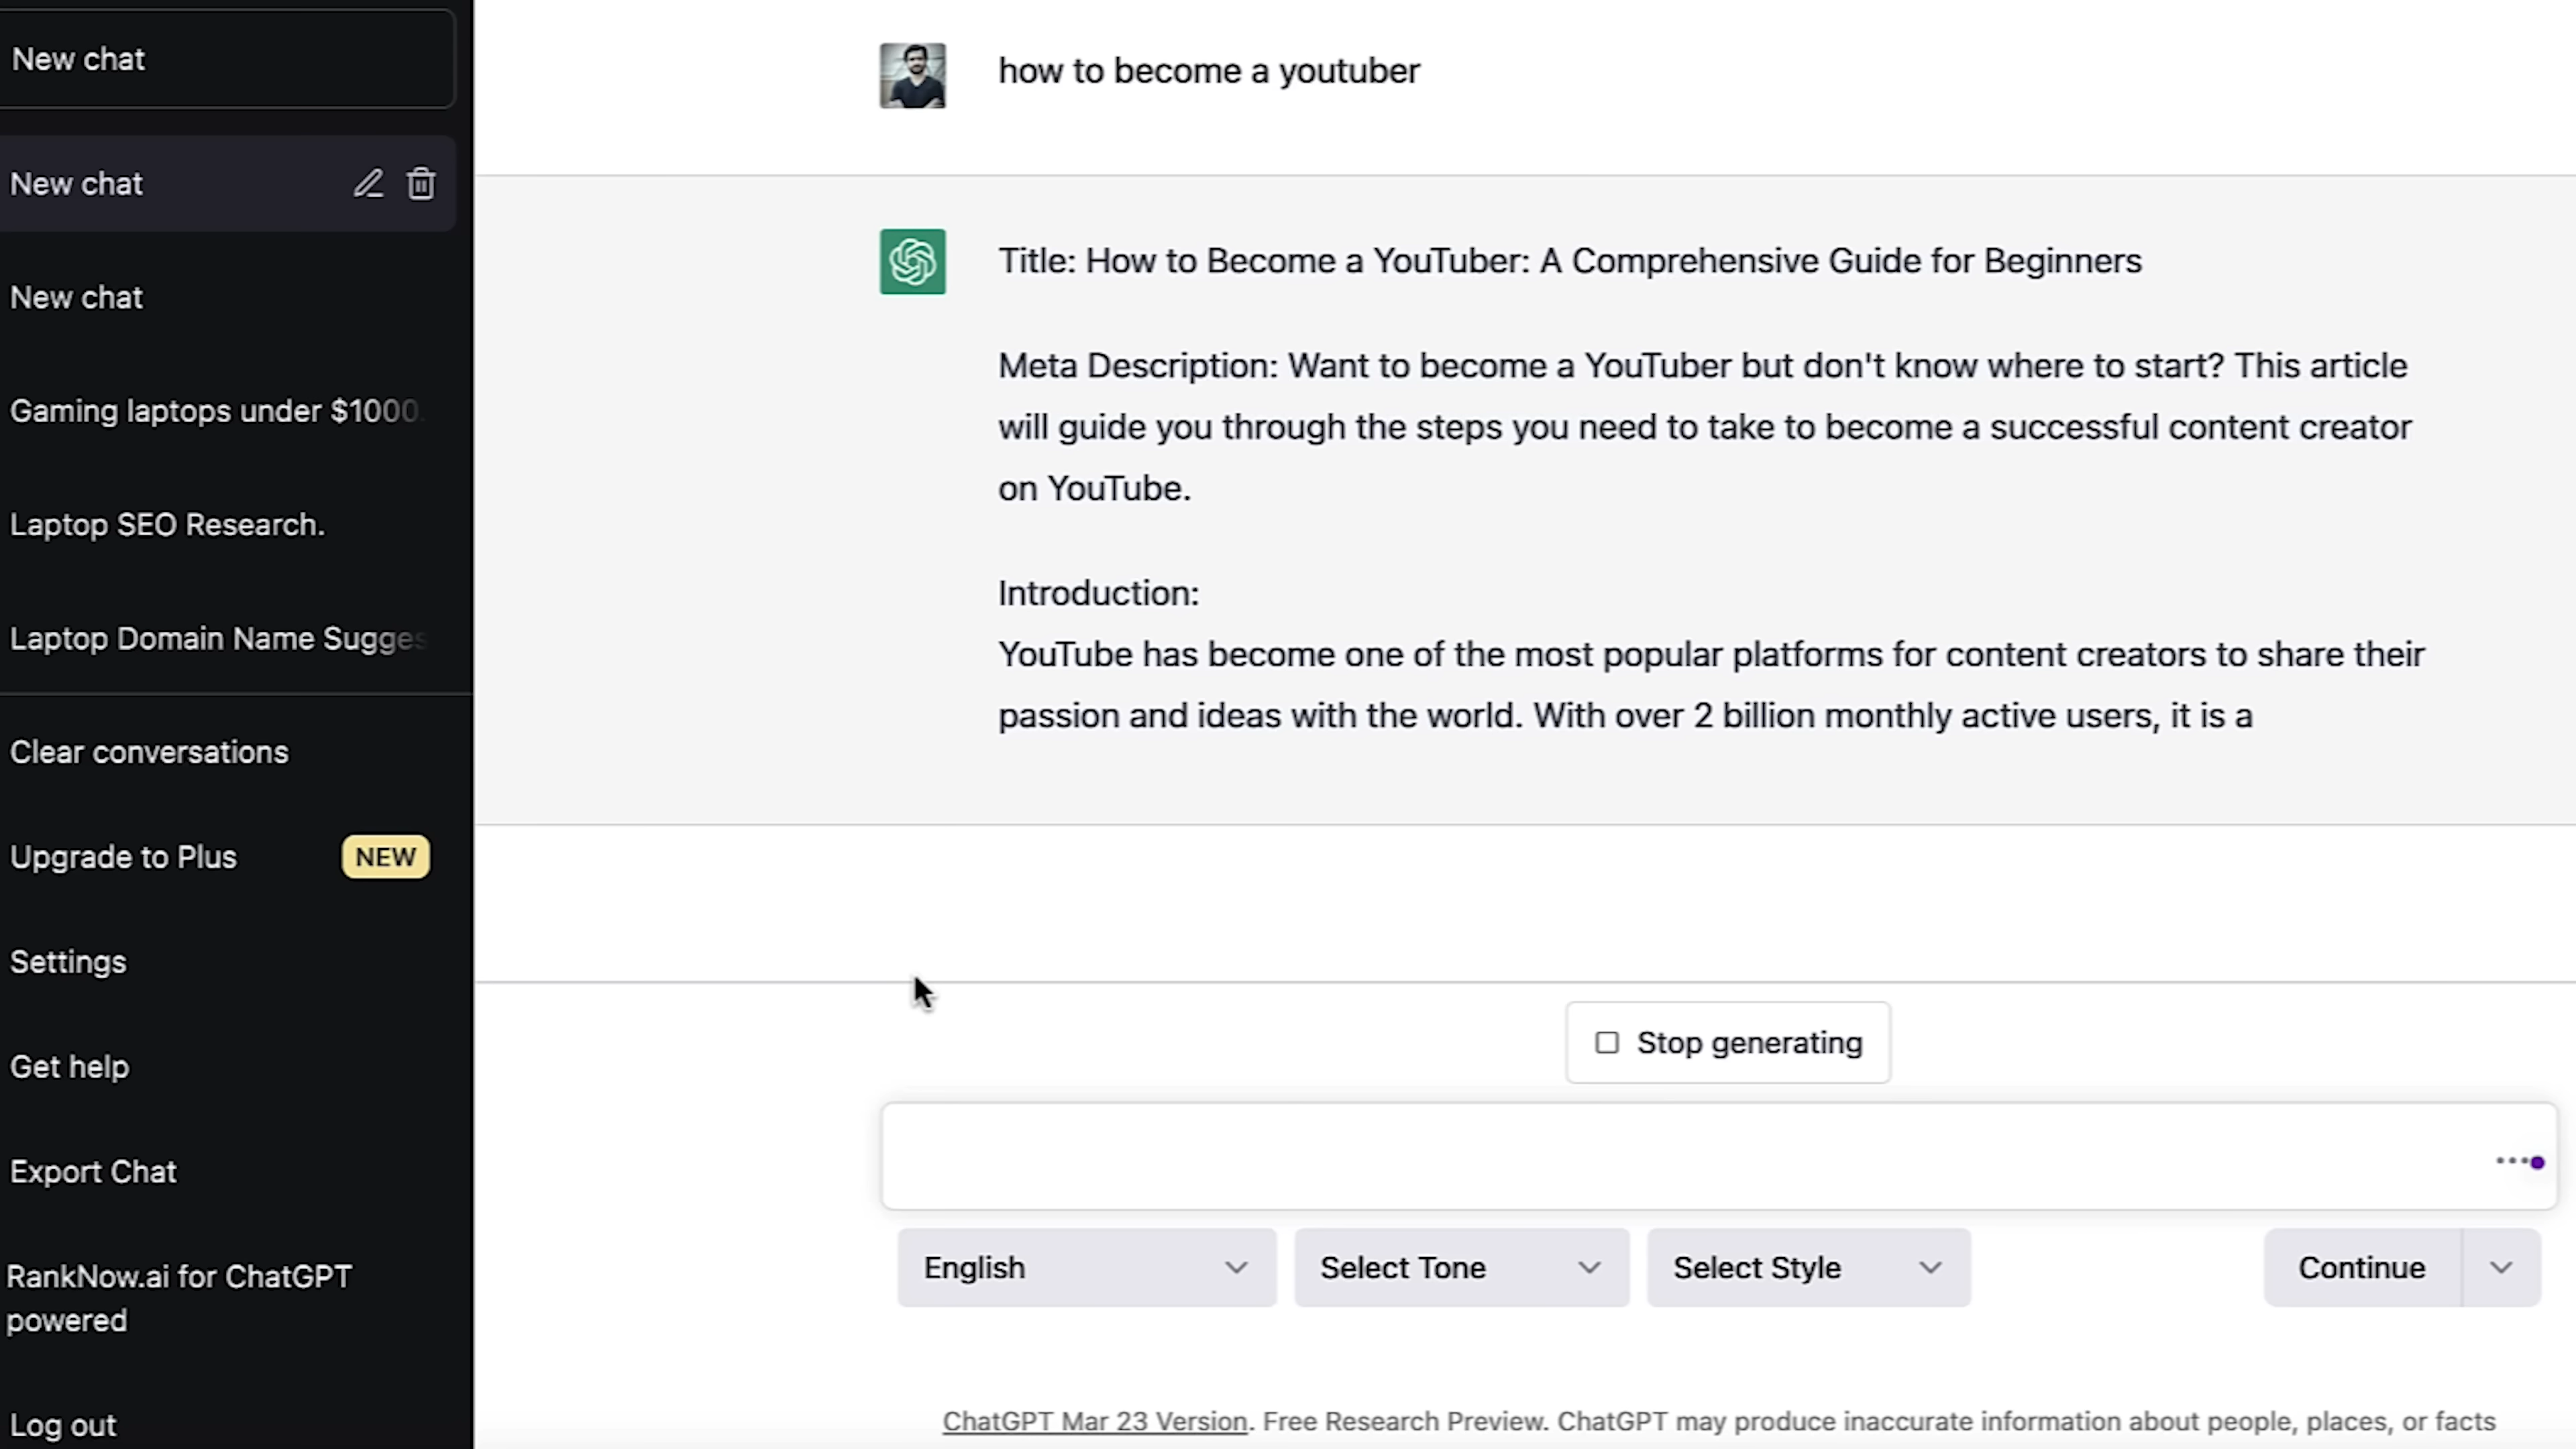 New chat
New chat
New chat
Gaming laptops under $1000.
Laptop SEO Research.
Laptop Domain Name Sugges
Clear conversations
Upgrade to Plus NEW
Settings
Get help
Export Chat
RankNow.ai for ChatGPT
powered
Log out
how to become a youtuber
Title: How to Become a YouTuber: A Comprehensive Guide for Beginners
Meta Description: Want to become a YouTuber but don't know where to start? This article
will guide you through the steps you need to take to become a successful content creator
on YouTube.
Introduction:
YouTube has become one of the most popular platforms for content creators to share their
passion and ideas with the world. With over 2 billion monthly active users, it is a
Stop generating
English Select Tone Select Style Continue
ChatGPT Mar 23 Version. Free Research Preview. ChatGPT may produce inaccurate information about people, places, or facts